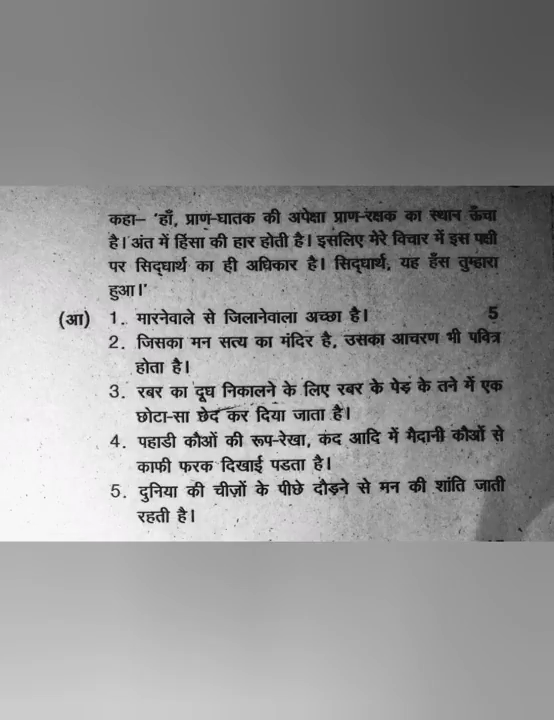 कहा– 'हाँ, प्राण-घातक की अपेक्षा प्राण-रक्षक का स्थान ऊँचा
है। अंत में हिंसा की हार होती है। इसलिए मेरे विचार में इस पक्षी
पर सिद्धार्थ का ही अधिकार है। सिद्धार्थ, यह हँस तुम्हारा
हुआ।'
(आ) 1. मारनेवाले से जिलानेवाला अच्छा है। 5
2. जिसका मन सत्य का मंदिर है, उसका आचरण भी पवित्र
होता है।
3. रबर का दूध निकालने के लिए रबर के पेड़ के तने में एक
छोटा-सा छेद कर दिया जाता है।
4. पहाडी कौओं की रूप-रेखा, कद आदि में मैदानी कौओं से
काफी फरक दिखाई पडता है।
5. दुनिया की चीज़ों के पीछे दौड़ने से मन की शांति जाती
रहती है।